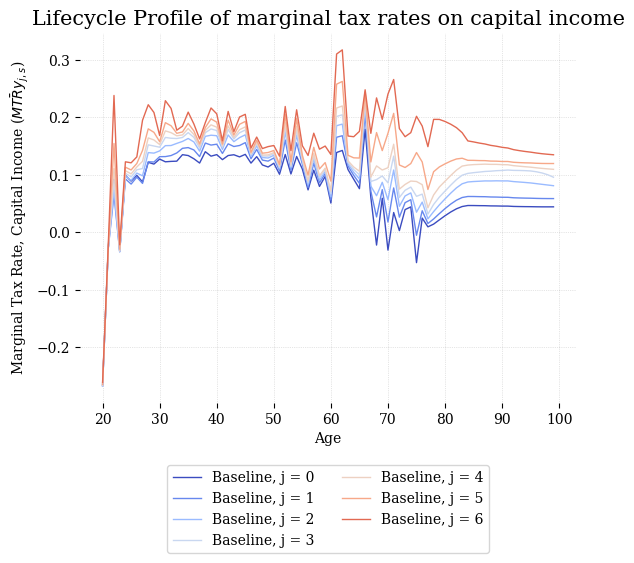 Lifecycle Profile of marginal tax rates on capital income
Marginal Tax Rate, Capital Income (MTR̄y_{j,s})
0.3
0.2
0.1
0.0
−0.1
−0.2
20 30 40 50 60 70 80 90 100
Age
Baseline, j = 0
Baseline, j = 1
Baseline, j = 2
Baseline, j = 3
Baseline, j = 4
Baseline, j = 5
Baseline, j = 6